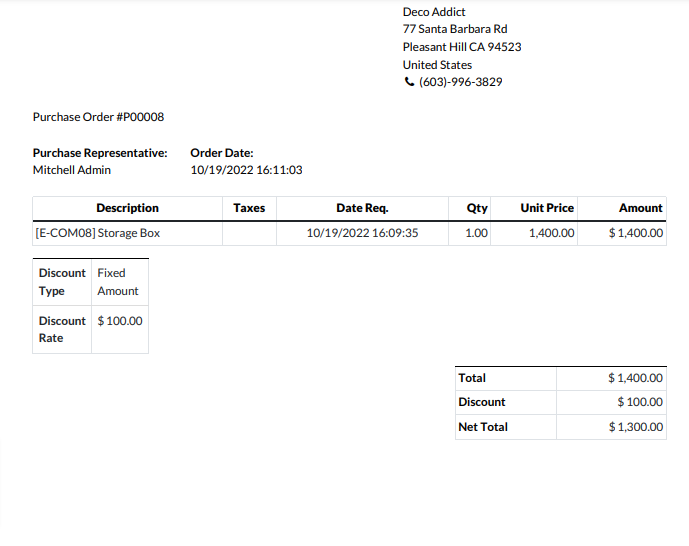 Deco Addict
77 Santa Barbara Rd
Pleasant Hill CA 94523
United States
(603)-996-3829
Purchase Order #P00008
Purchase Representative: Order Date:
Mitchell Admin 10/19/2022 16:11:03
Description Taxes Date Req. Qty Unit Price Amount
[E-COM08] Storage Box 10/19/2022 16:09:35 1.00 1,400.00 $ 1,400.00
Discount Fixed
Type Amount
Discount $ 100.00
Rate
Total $ 1,400.00
Discount $ 100.00
Net Total $ 1,300.00